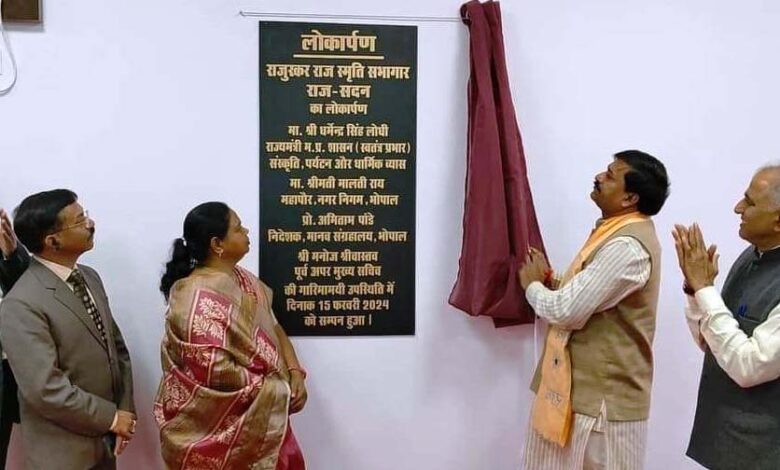 लोकार्पण
राजुरकर राज स्मृति सभागार
राज-सदन
का लोकार्पण
मा. श्री धर्मेन्द्र सिंह लोधी
राज्यमंत्री म.प्र. शासन (स्वतंत्र प्रभार)
संस्कृति, पर्यटन और धार्मिक न्यास
मा. श्रीमती मालती राय
महापौर, नगर निगम, भोपाल
प्रो. अमिताभ पांडे
निदेशक, मानव संग्रहालय, भोपाल
श्री मनोज श्रीवास्तव
पूर्व अपर मुख्य सचिव
की गारिमामयी उपस्थिति में
दिनांक 15 फरवरी 2024
को सम्पन हुआ |